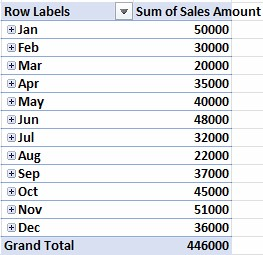 Row Labels Sum of Sales Amount
Jan 50000
Feb 30000
Mar 20000
Apr 35000
May 40000
Jun 48000
Jul 32000
Aug 22000
Sep 37000
Oct 45000
Nov 51000
Dec 36000
Grand Total 446000